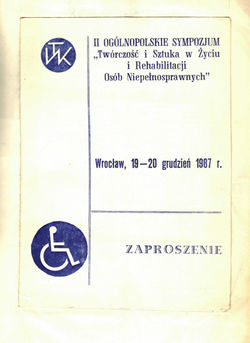 TWK
II OGÓLNOPOLSKIE SYMPOZJUM
„Twórczość i Sztuka w Życiu
i Rehabilitacji
Osób Niepełnosprawnych”
Wrocław, 19—20 grudzień 1987 r.
ZAPROSZENIE